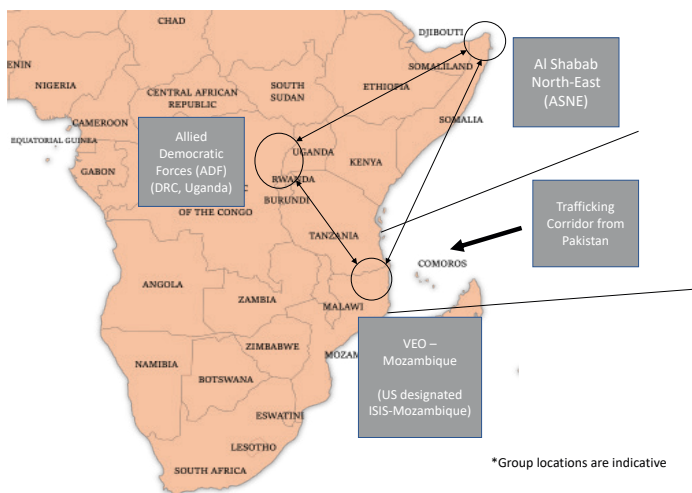 CHAD
DJIBOUTI
ENIN
NIGERIA
CENTRAL AFRICAN
REPUBLIC
SOUTH
SUDAN
ETHIOPIA
SOMALILAND
SOMALIA
CAMEROON
EQUATORIAL GUINEA
GABON
UGANDA
KENYA
RWANDA
BURUNDI
IC
OF THE CONGO
TANZANIA
COMOROS
ANGOLA
ZAMBIA
MALAWI
MOZAM
ZIMBABWE
NAMIBIA
BOTSWANA
ESWATINI
LESOTHO
SOUTH AFRICA
Al Shabab
North-East
(ASNE)
Allied
Democratic
Forces (ADF)
(DRC, Uganda)
Trafficking
Corridor from
Pakistan
VEO –
Mozambique
(US designated
ISIS-Mozambique)
*Group locations are indicative